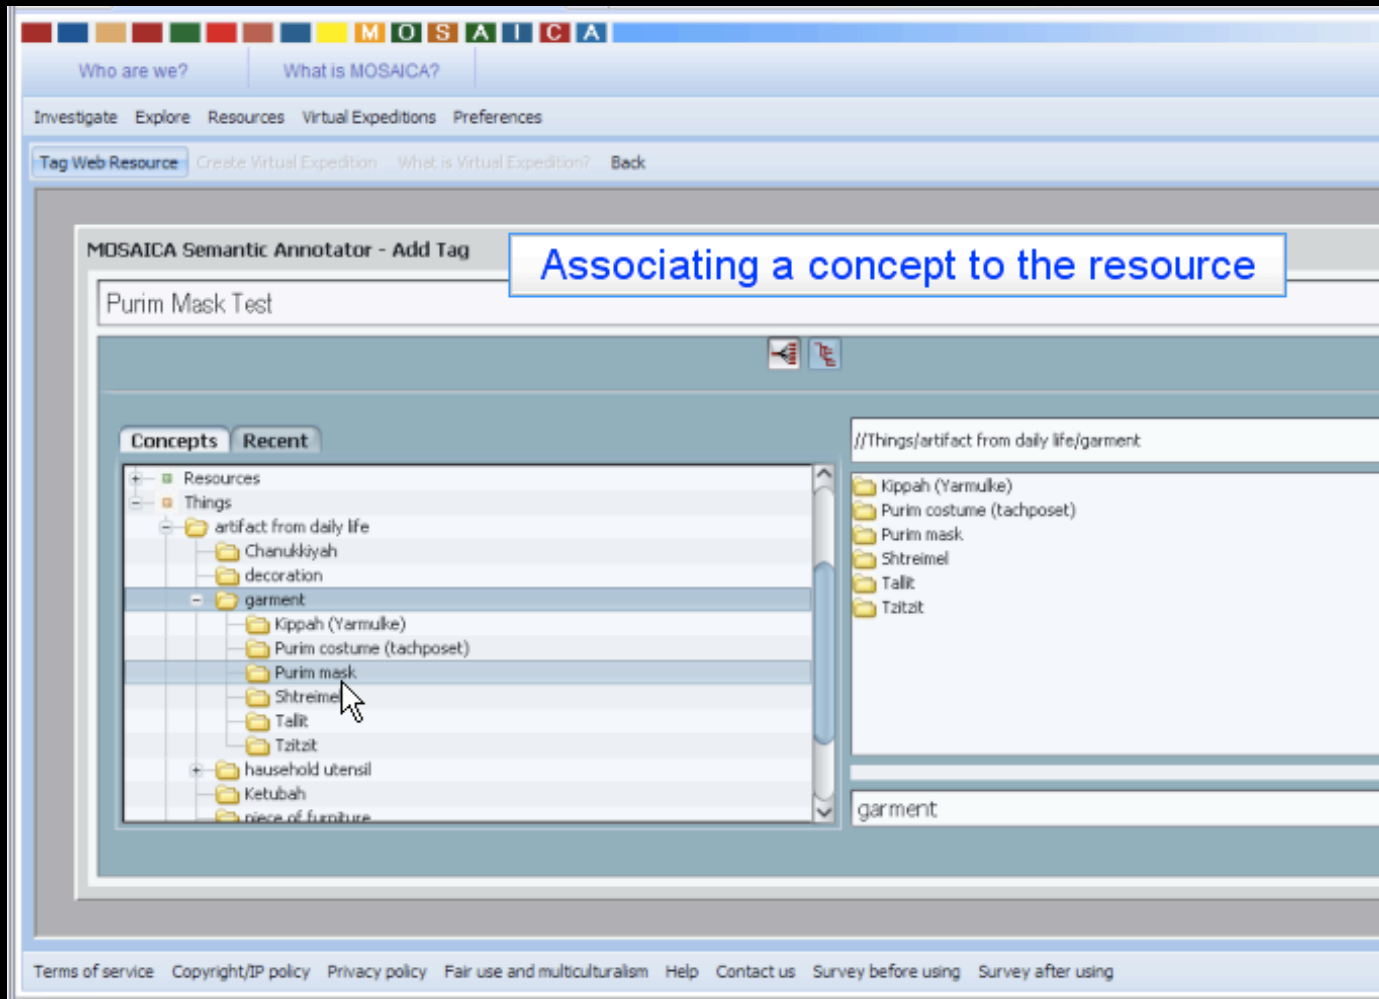 MOSAICA
Who are we? What is MOSAICA?
Investigate Explore Resources Virtual Expeditions Preferences
Tag Web Resource Create Virtual Expedition What is Virtual Expedition? Back
MOSAICA Semantic Annotator - Add Tag
Associating a concept to the resource
Purim Mask Test
Concepts Recent
Resources
Things
artifact from daily life
Chanukkiyah
decoration
garment
Kippah (Yarmulke)
Purim costume (tachposet)
Purim mask
Shtreimel
Tallit
Tzitzit
hausehold utensil
Ketubah
piece of furniture
//Things/artifact from daily life/garment
Kippah (Yarmulke)
Purim costume (tachposet)
Purim mask
Shtreimel
Tallit
Tzitzit
garment
Terms of service Copyright/IP policy Privacy policy Fair use and multiculturalism Help Contact us Survey before using Survey after using